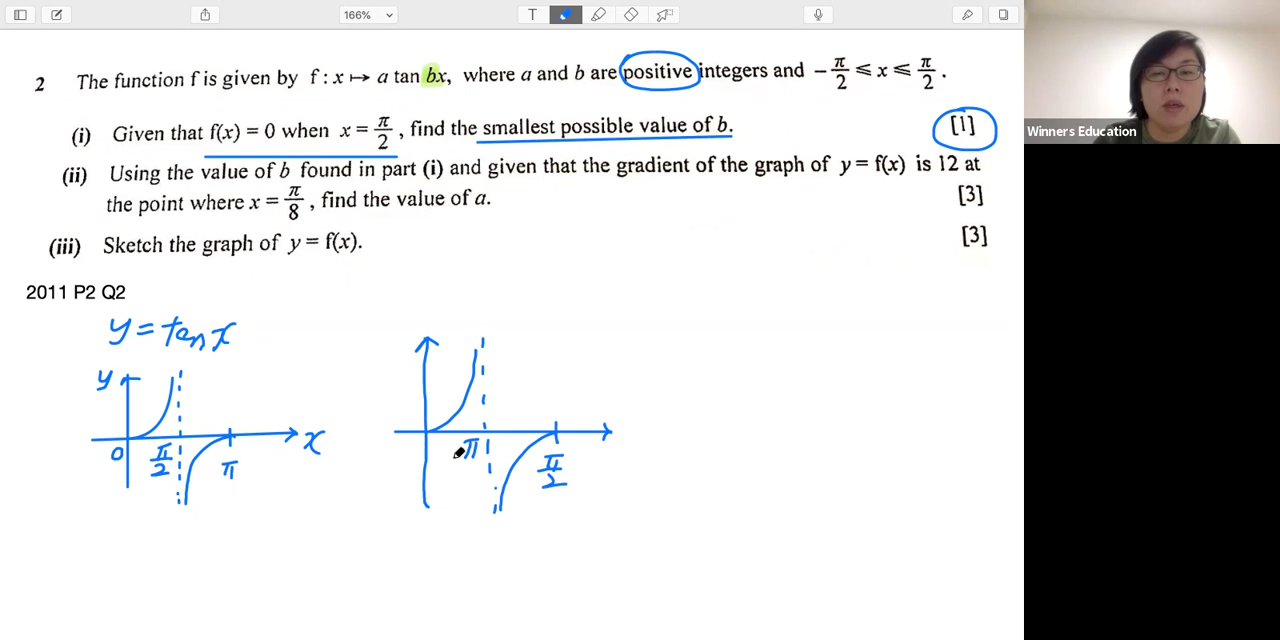 T
166%
2 The function f is given by f : x ↦ a tan bx, where a and b are positive integers and −π/2 ⩽ x ⩽ π/2.
(i) Given that f(x) = 0 when x = π/2, find the smallest possible value of b. [1]
(ii) Using the value of b found in part (i) and given that the gradient of the graph of y = f(x) is 12 at
the point where x = π/8, find the value of a. [3]
(iii) Sketch the graph of y = f(x). [3]
2011 P2 Q2
y = tan x
y
0 π/2 π x
π π/2
Winners Education